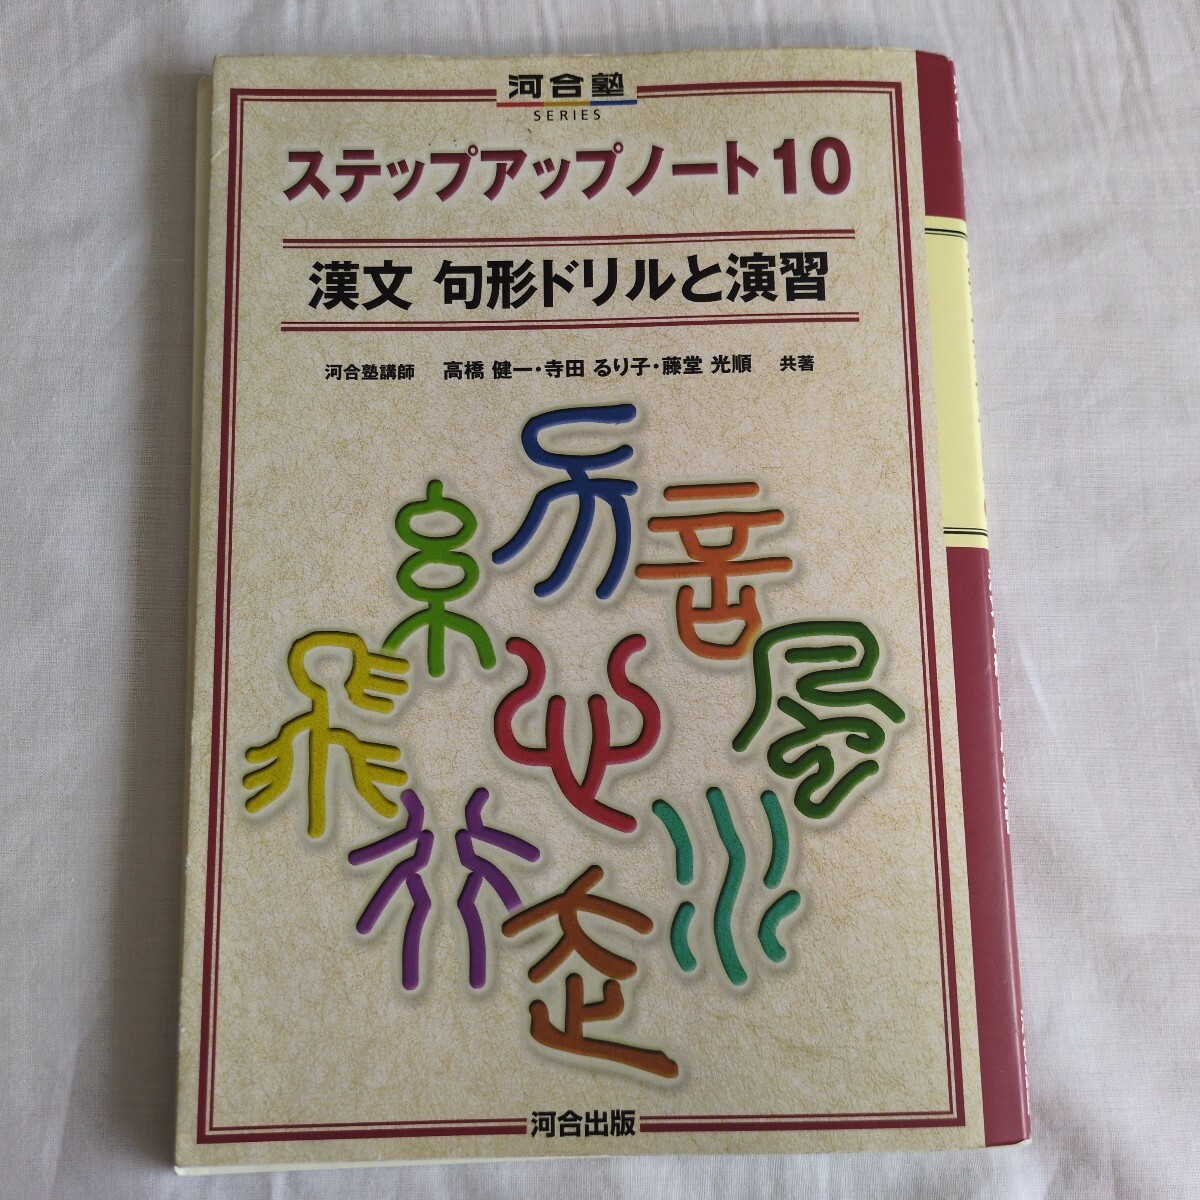 河合塾
SERIES
ステップアップノート10
漢文 句形ドリルと演習
河合塾講師 高橋 健一・寺田 るり子・藤堂 光順 共著
河合出版